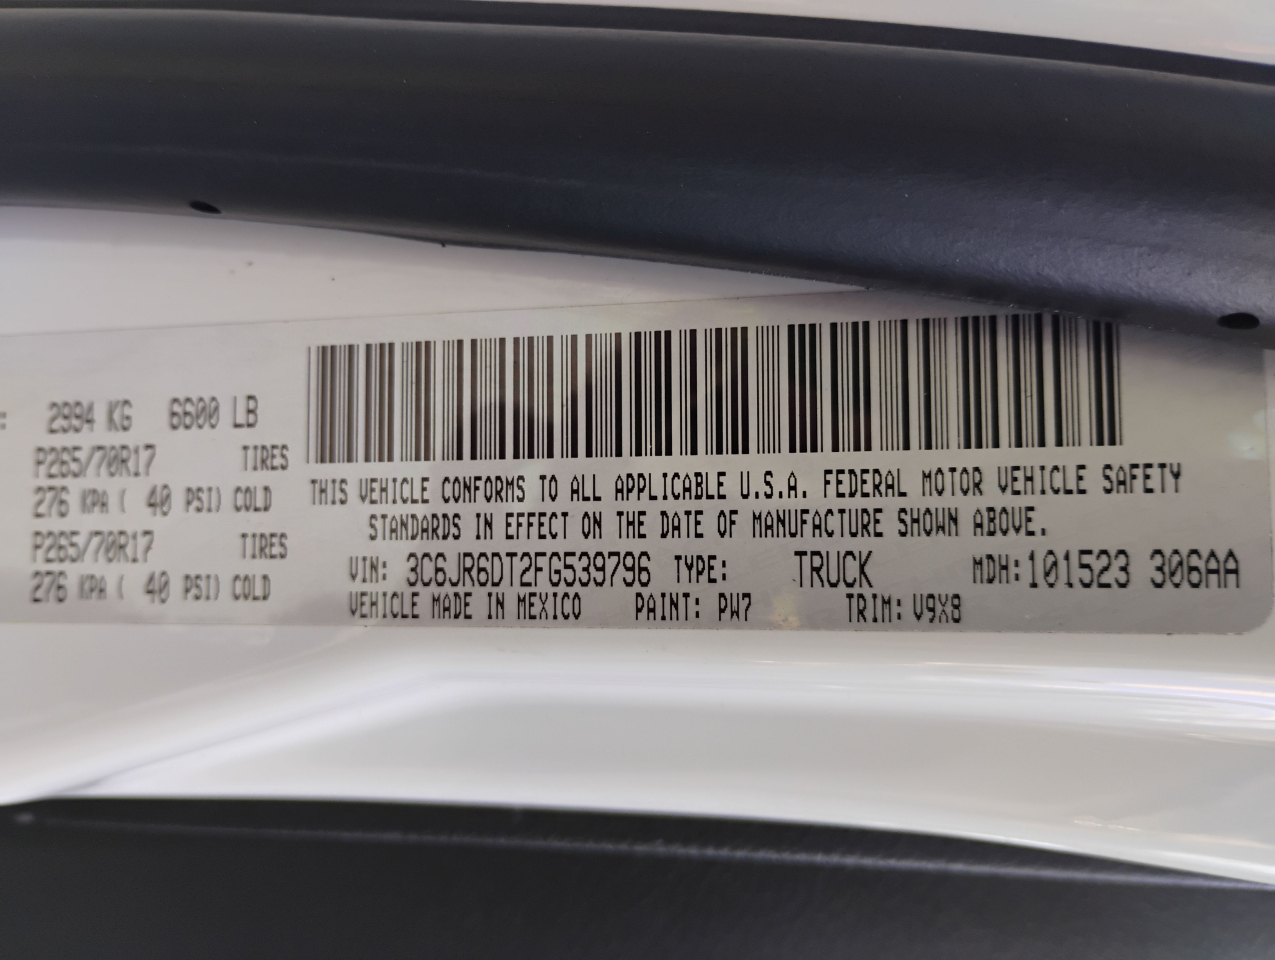 : 2994 KG 6600 LB
P265/70R17 TIRES
276 KPA ( 40 PSI) COLD
P265/70R17 TIRES
276 KPA ( 40 PSI) COLD
THIS VEHICLE CONFORMS TO ALL APPLICABLE U.S.A. FEDERAL MOTOR VEHICLE SAFETY
STANDARDS IN EFFECT ON THE DATE OF MANUFACTURE SHOWN ABOVE.
VIN: 3C6JR6DT2FG539796 TYPE: TRUCK MDH: 101523 306AA
VEHICLE MADE IN MEXICO PAINT: PW7 TRIM: V9X8